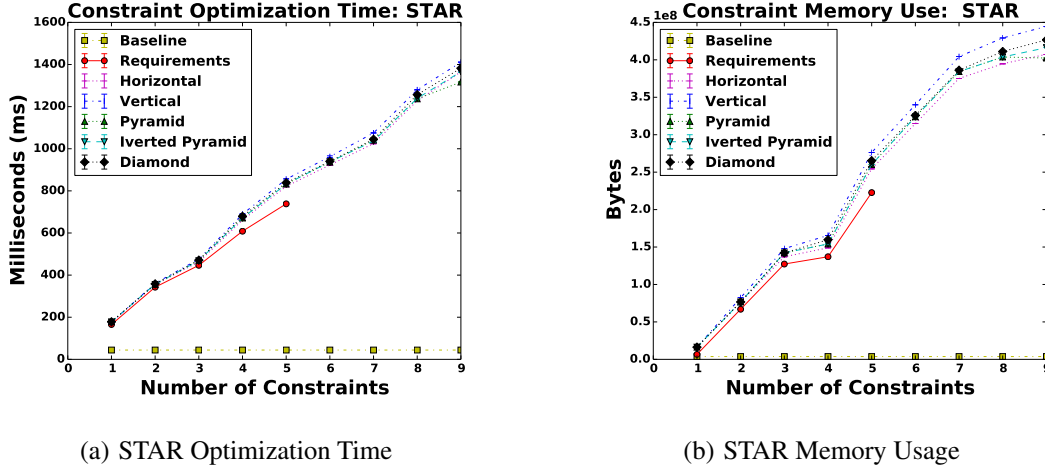 Constraint Optimization Time: STAR
Milliseconds (ms)
1600
1400
1200
1000
800
600
400
200
0
Baseline
Requirements
Horizontal
Vertical
Pyramid
Iverted Pyramid
Diamond
0 1 2 3 4 5 6 7 8 9
Number of Constraints
(a) STAR Optimization Time
Constraint Memory Use: STAR
1e8
Bytes
4.5
4.0
3.5
3.0
2.5
2.0
1.5
1.0
0.5
0.0
Baseline
Requirements
Horizontal
Vertical
Pyramid
Iverted Pyramid
Diamond
0 1 2 3 4 5 6 7 8 9
Number of Constraints
(b) STAR Memory Usage